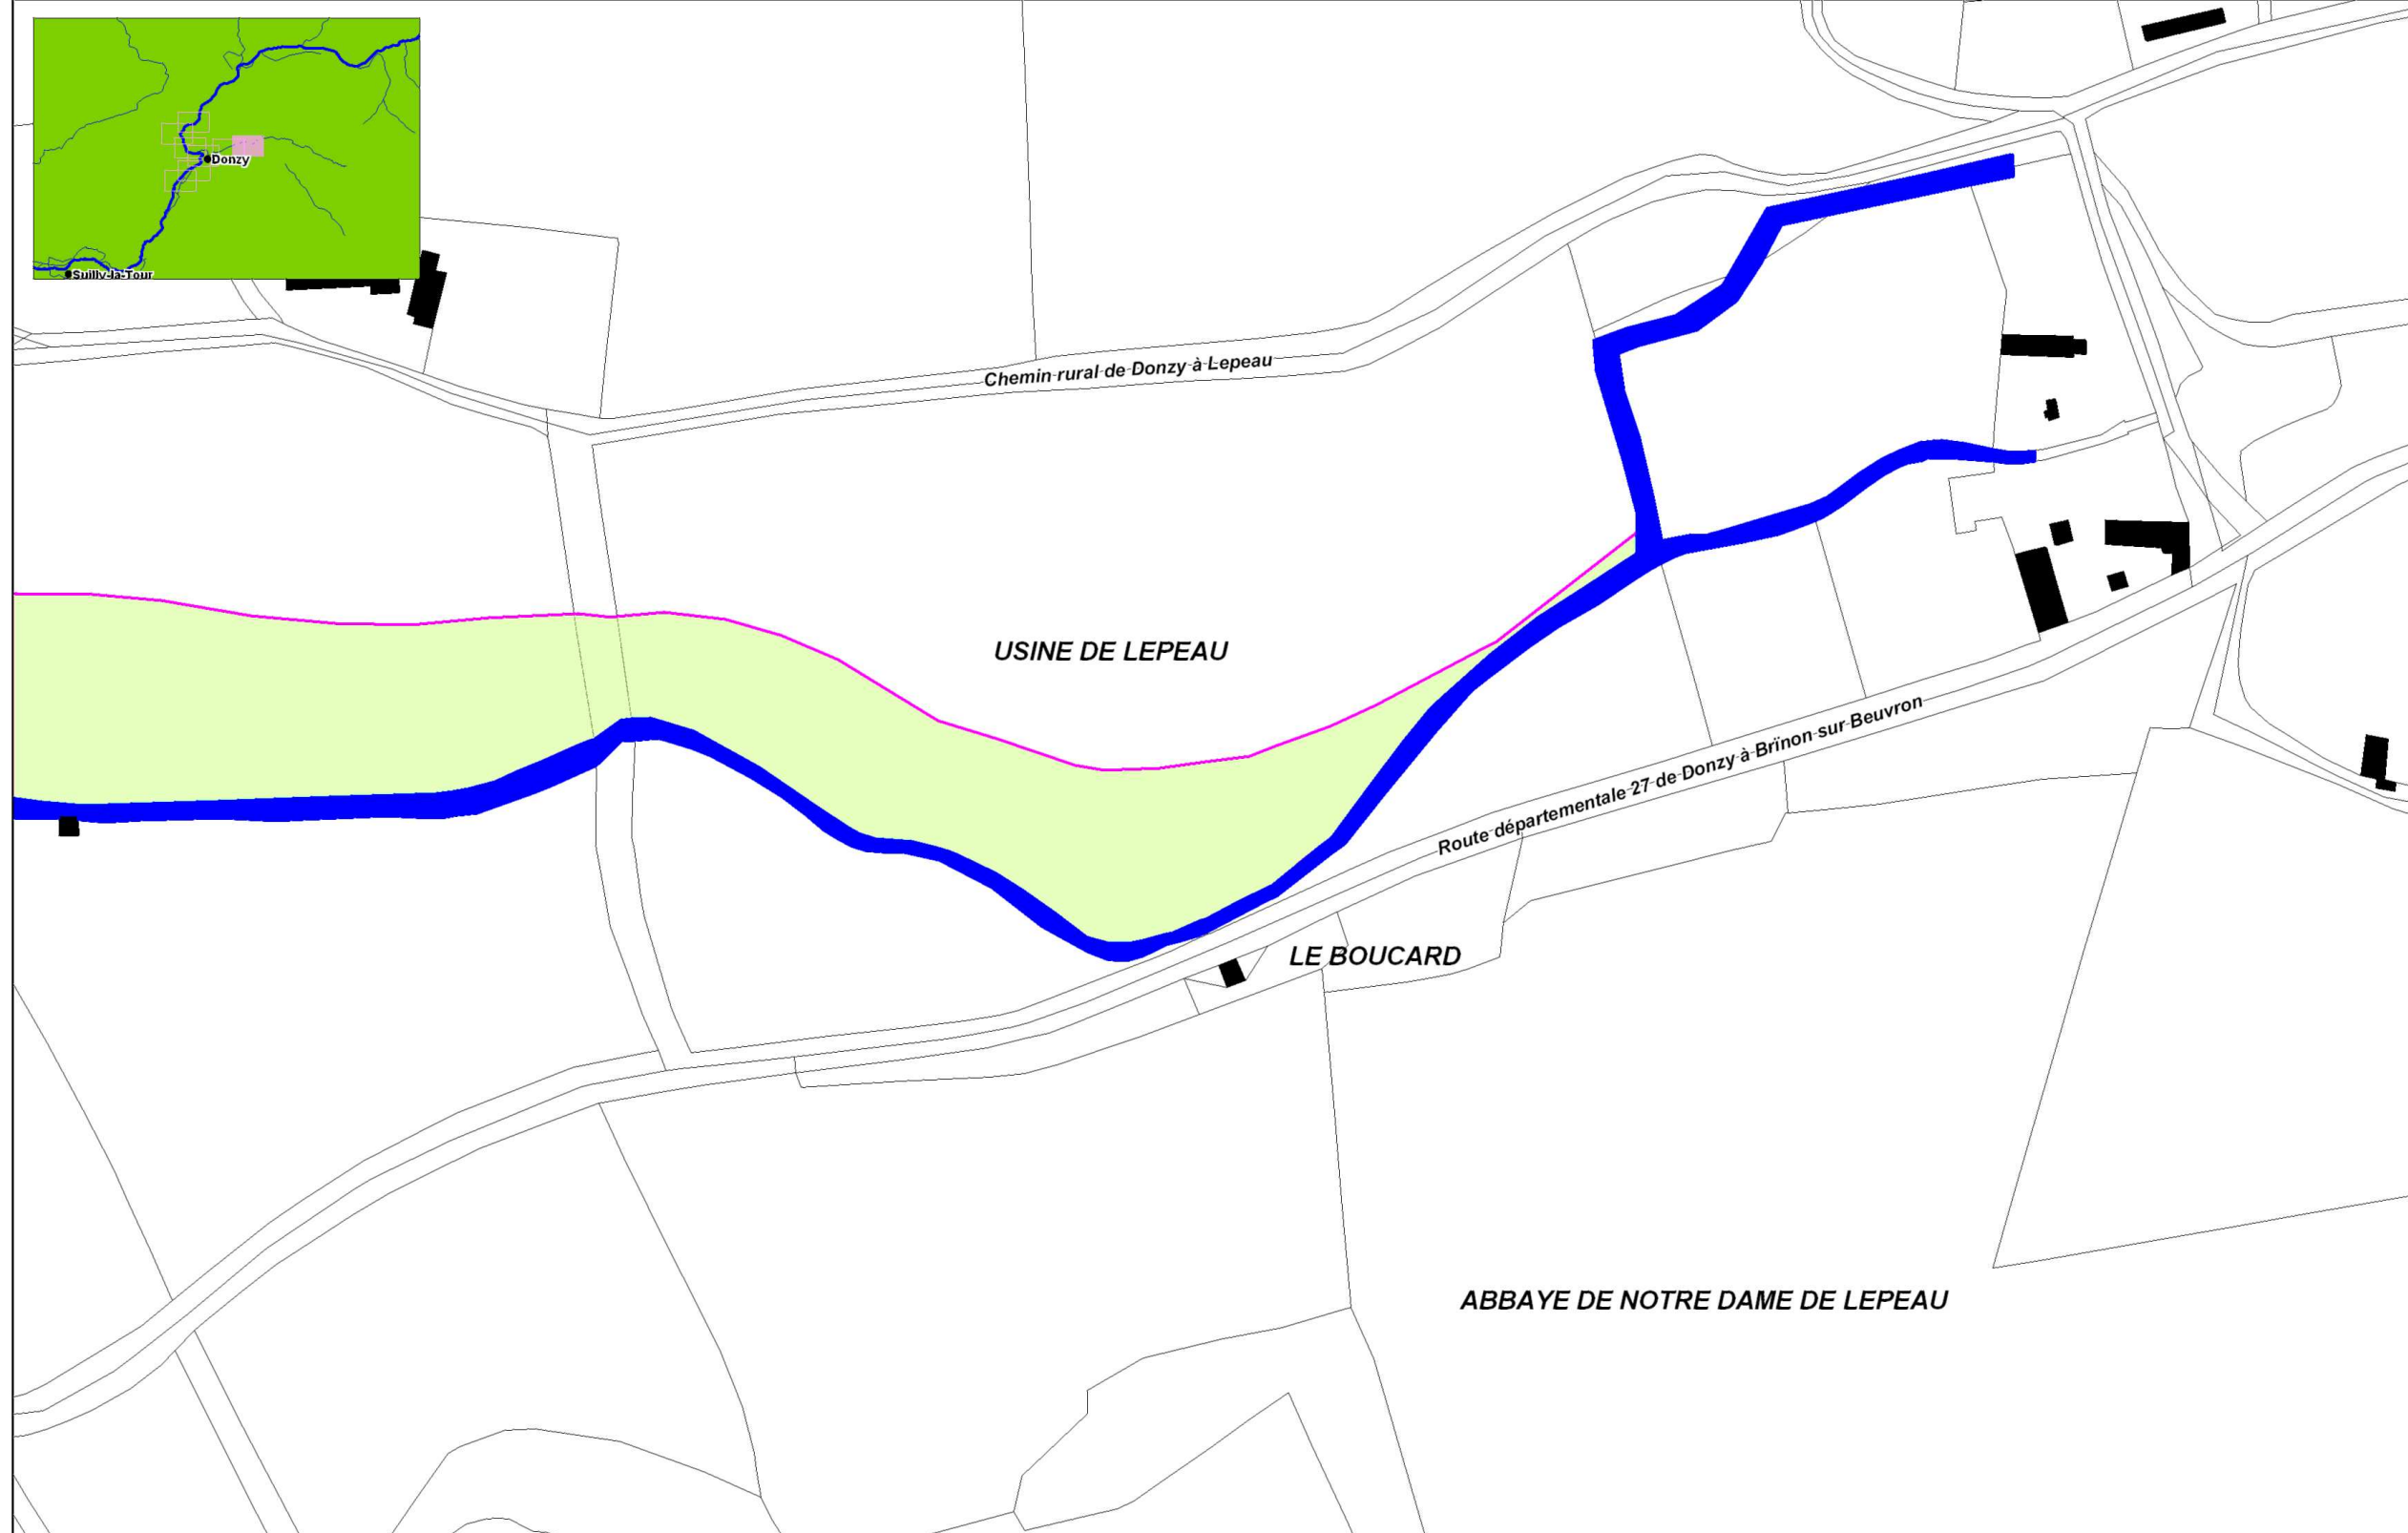 Donzy
Suilly-la-Tour
Chemin rural de Donzy à Lepeau
USINE DE LEPEAU
Route départementale 27 de Donzy à Brïnon sur Beuvron
LE BOUCARD
ABBAYE DE NOTRE DAME DE LEPEAU